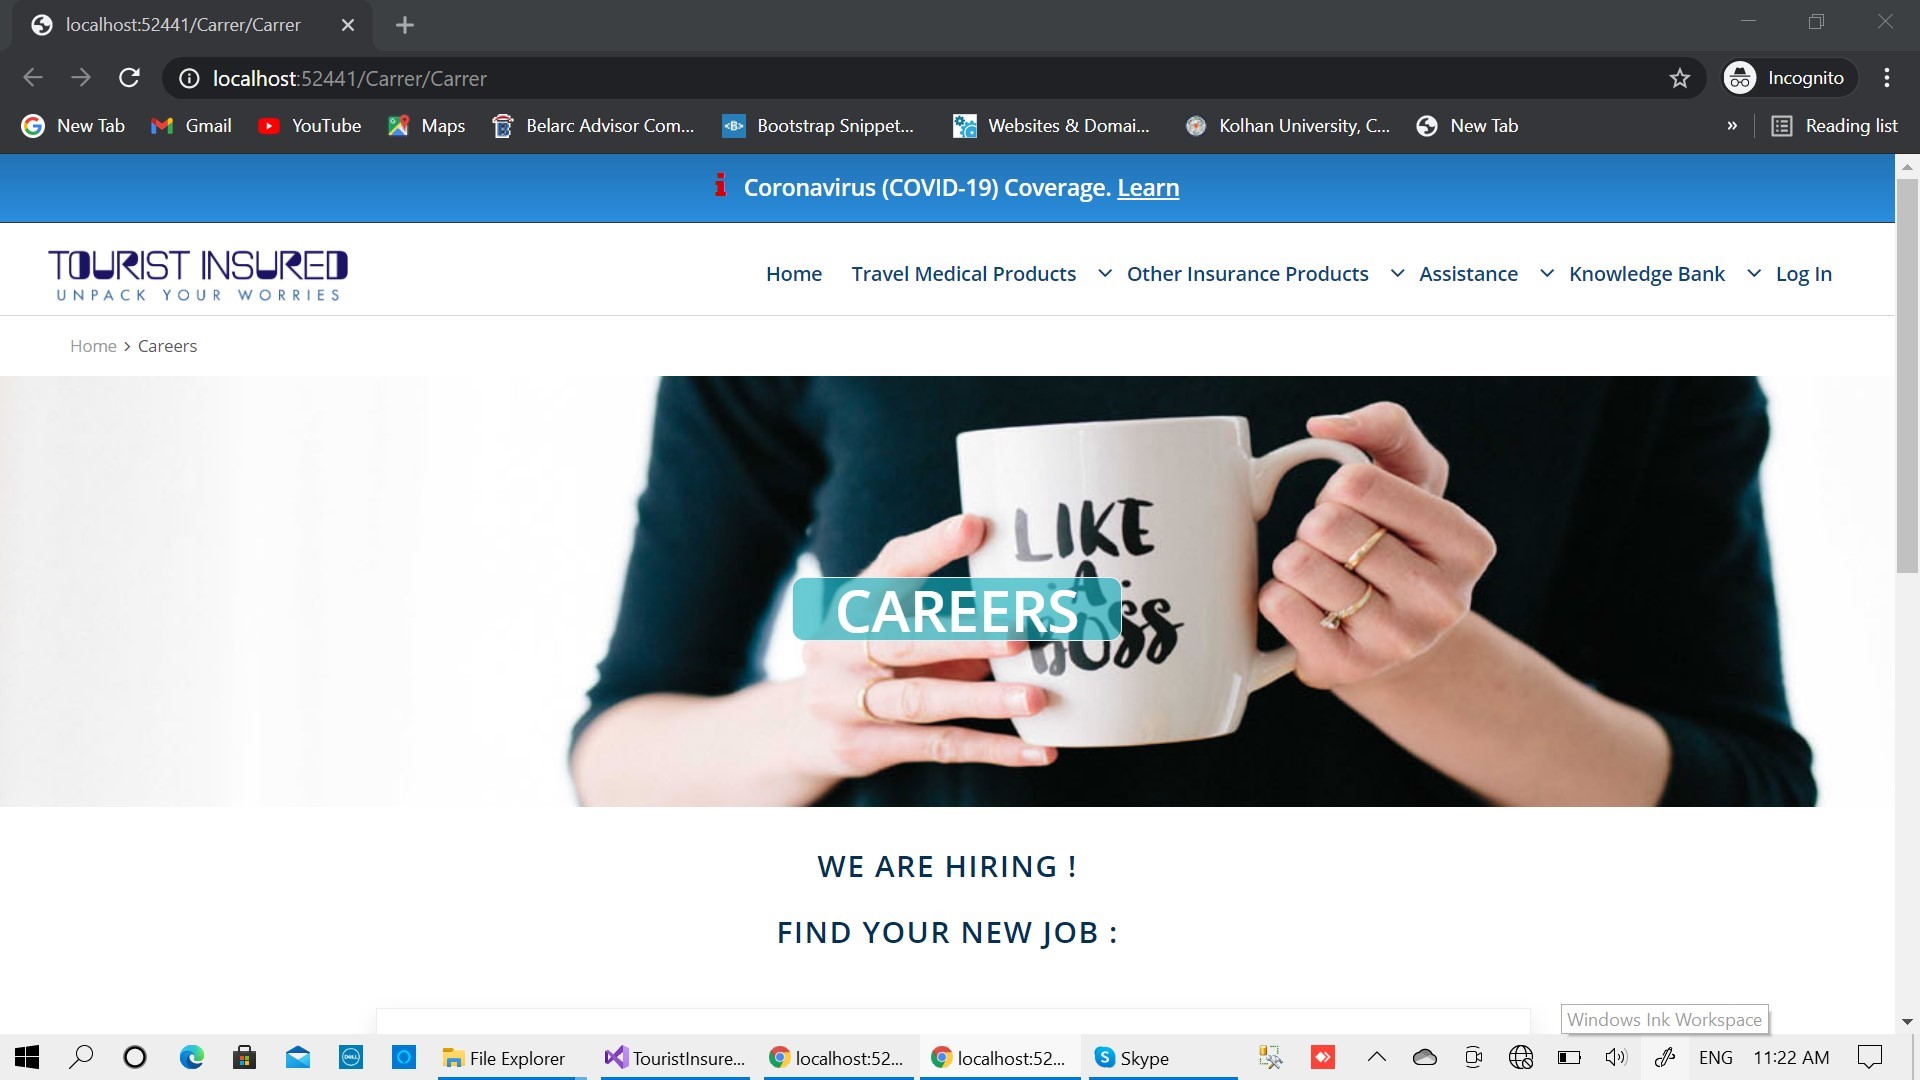 localhost:52441/Carrer/Carrer
localhost:52441/Carrer/Carrer
Incognito
New Tab
Gmail
YouTube
Maps
Belarc Advisor Com...
Bootstrap Snippet...
Websites & Domai...
Kolhan University, C...
New Tab
»
Reading list
Coronavirus (COVID-19) Coverage. Learn
TOURIST INSURED
UNPACK YOUR WORRIES
Home
Travel Medical Products
Other Insurance Products
Assistance
Knowledge Bank
Log In
Home > Careers
LIKE
A
BOSS
CAREERS
WE ARE HIRING !
FIND YOUR NEW JOB :
Windows Ink Workspace
DELL
File Explorer
TouristInsure...
localhost:52...
localhost:52...
Skype
ENG
11:22 AM